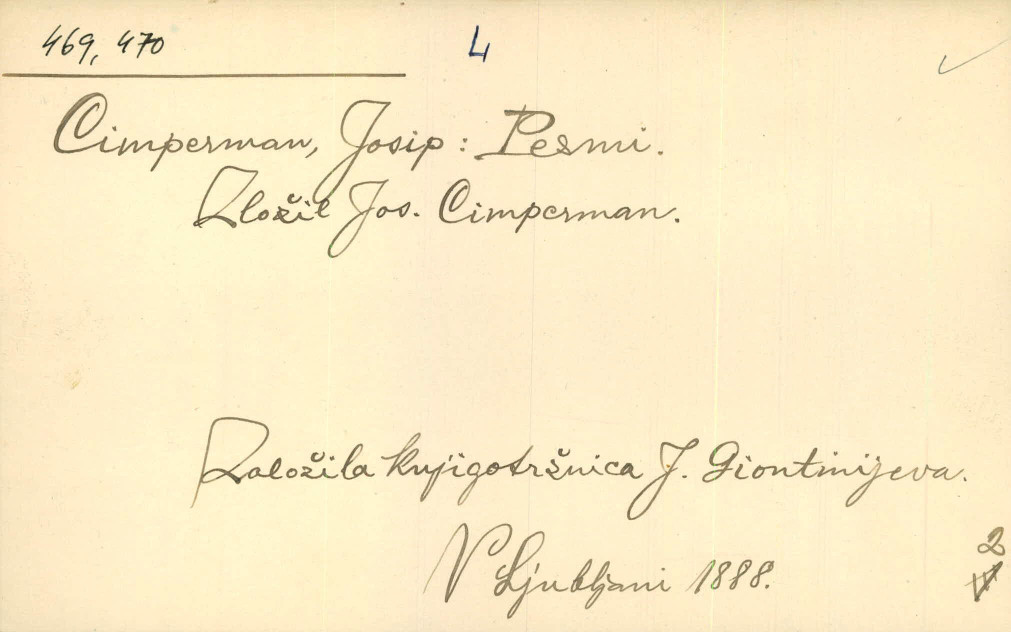 469, 470
4
Cimperman, Josip: Pesmi.
Zložil Jos. Cimperman.
Založila knjigotržnica J. Giontinijeva.
V Ljubljani 1888.
2